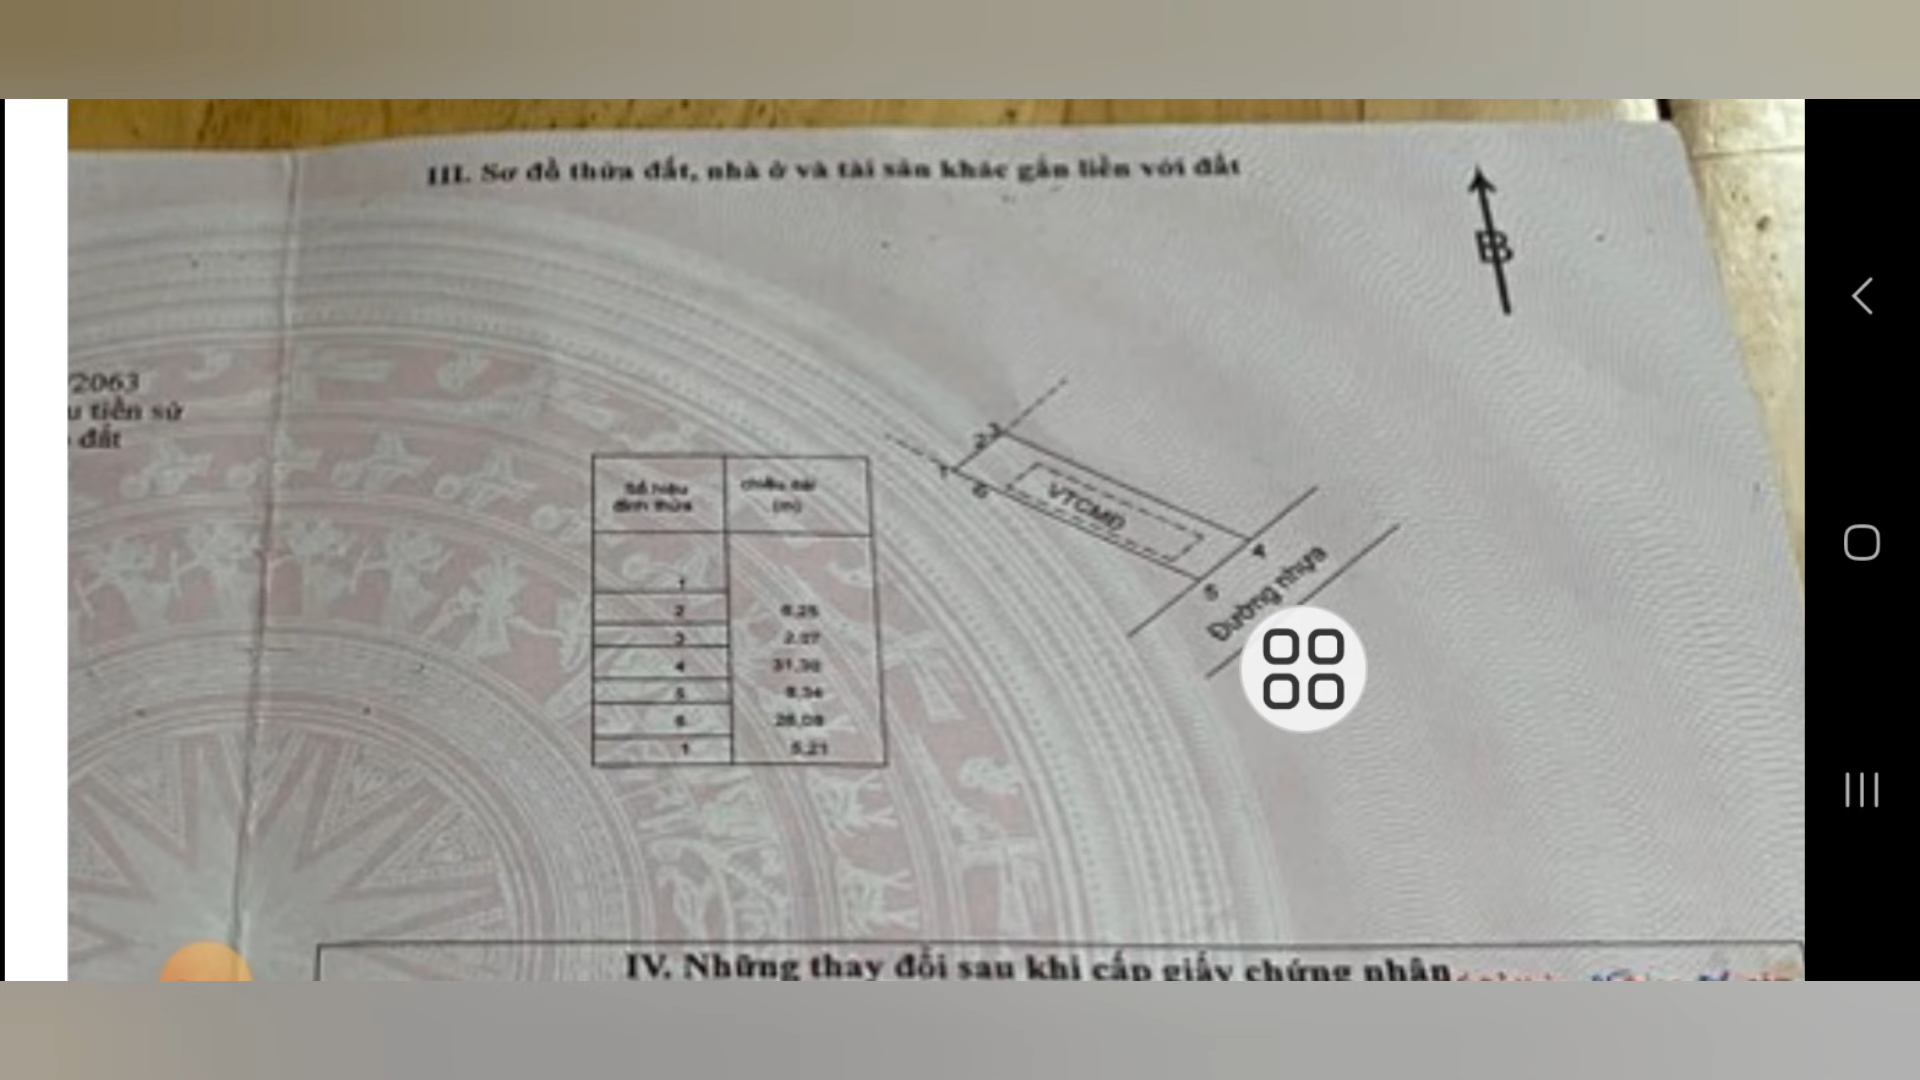 III. Sơ đồ thửa đất, nhà ở và tài sản khác gắn liền với đất
B
/2063
u tiền sử
đất
Số hiệu
đỉnh thửa
chiều dài
(m)
1
2
6.25
3
2.07
4
31.30
5
8.34
6
28.08
1
5.21
2
3
1
6
VTCMĐ
4
5
Đường nhựa
IV. Những thay đổi sau khi cấp giấy chứng nhận